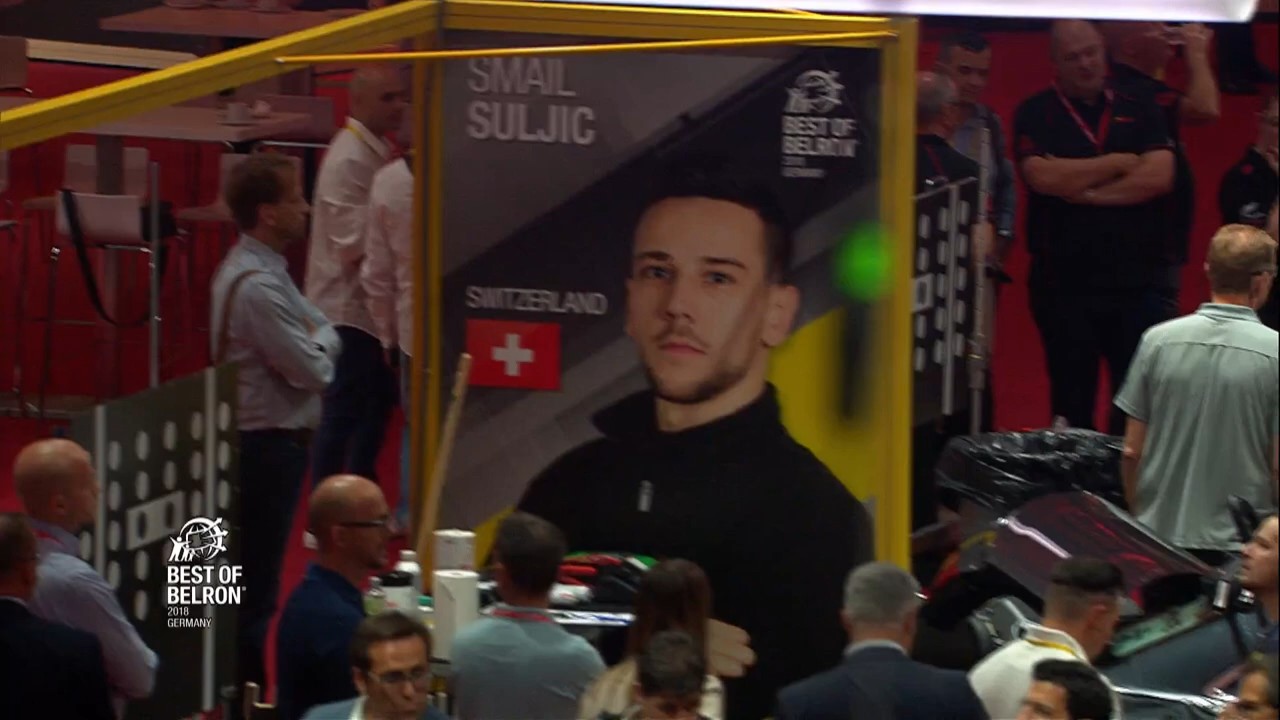 SMAIL
SULJIC
BEST OF
BELRON
2018
GERMANY
SWITZERLAND
BEST OF
BELRON
2018
GERMANY